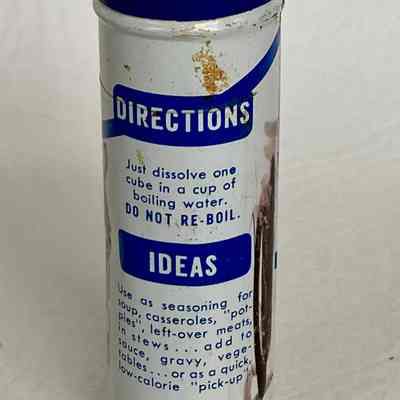 DIRECTIONS
Just dissolve one
cube in a cup of
boiling water.
DO NOT RE-BOIL.
IDEAS
Use as seasoning for
soup, casseroles, "pot-
pies", left-over meats,
in stews . . . add to
sauce, gravy, vege-
tables . . . or as a quick,
low-calorie "pick-up".